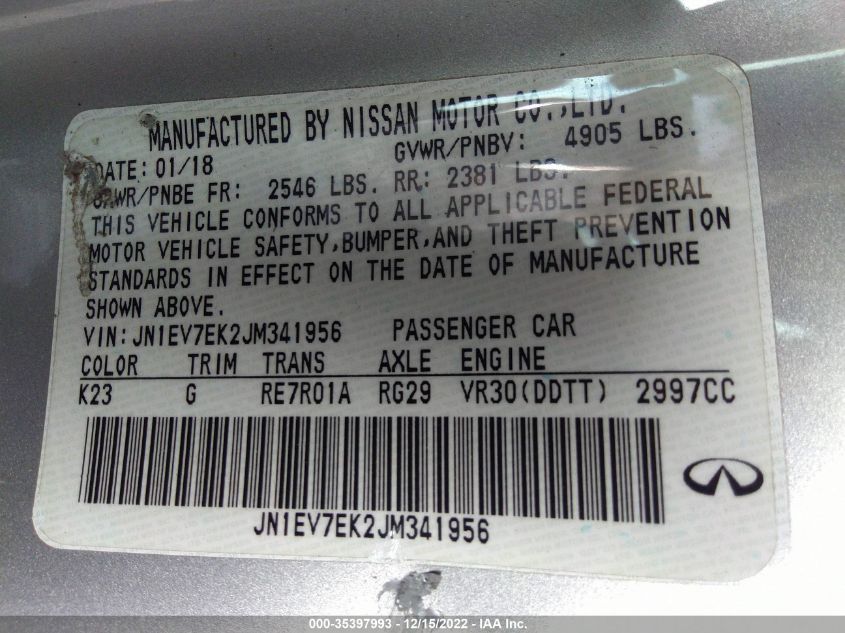 MANUFACTURED BY NISSAN MOTOR CO.,LTD.
DATE: 01/18 GVWR/PNBV: 4905 LBS.
GAWR/PNBE FR: 2546 LBS. RR: 2381 LBS.
THIS VEHICLE CONFORMS TO ALL APPLICABLE FEDERAL
MOTOR VEHICLE SAFETY,BUMPER,AND THEFT PREVENTION
STANDARDS IN EFFECT ON THE DATE OF MANUFACTURE
SHOWN ABOVE.
VIN:JN1EV7EK2JM341956 PASSENGER CAR
COLOR TRIM TRANS AXLE ENGINE
K23 G RE7R01A RG29 VR30(DDTT) 2997CC
JN1EV7EK2JM341956
000-35397993 - 12/15/2022 - IAA Inc.